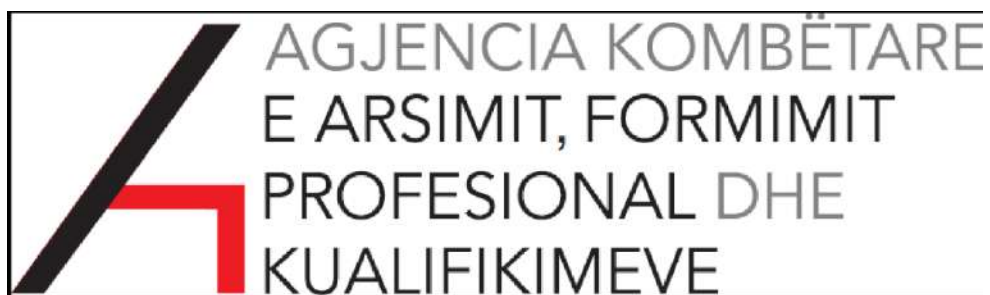 AGJENCIA KOMBËTARE
E ARSIMIT, FORMIMIT
PROFESIONAL DHE
KUALIFIKIMEVE